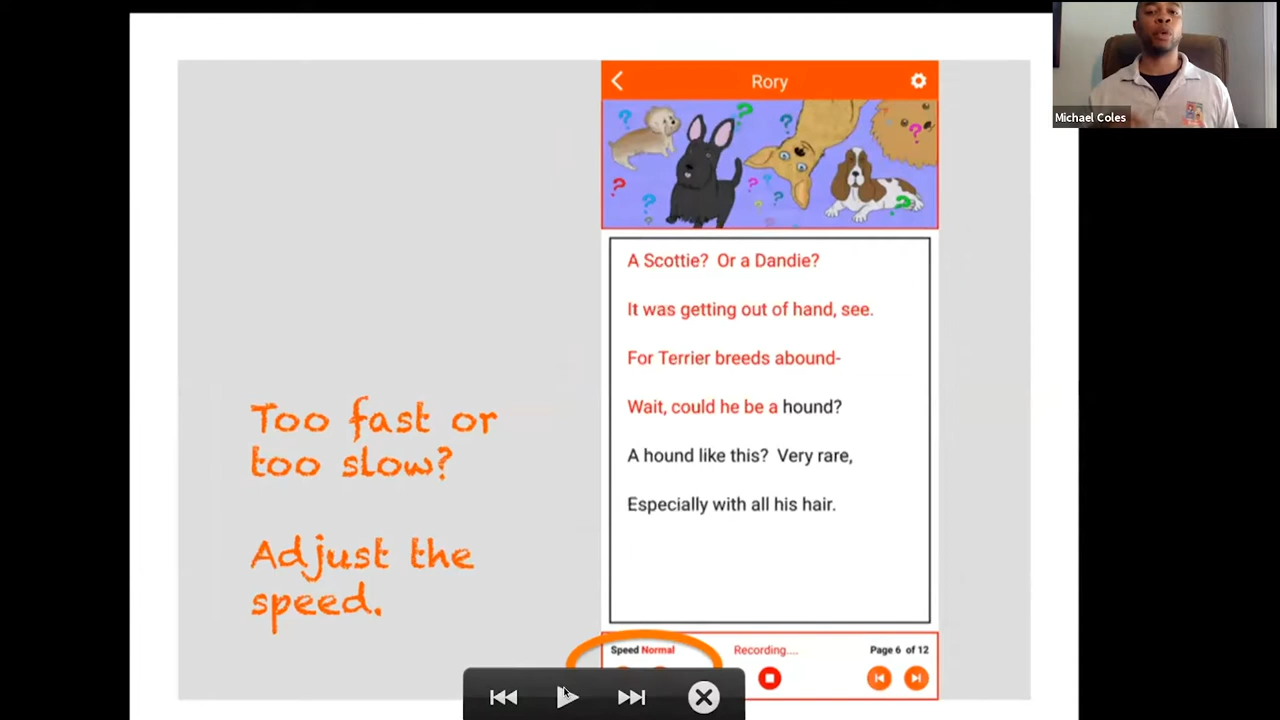 Rory
Michael Coles
A Scottie? Or a Dandie?
It was getting out of hand, see.
For Terrier breeds abound-
Wait, could he be a hound?
A hound like this? Very rare,
Especially with all his hair.
Too fast or
too slow?
Adjust the
speed.
Speed Normal
Recording....
Page 6 of 12